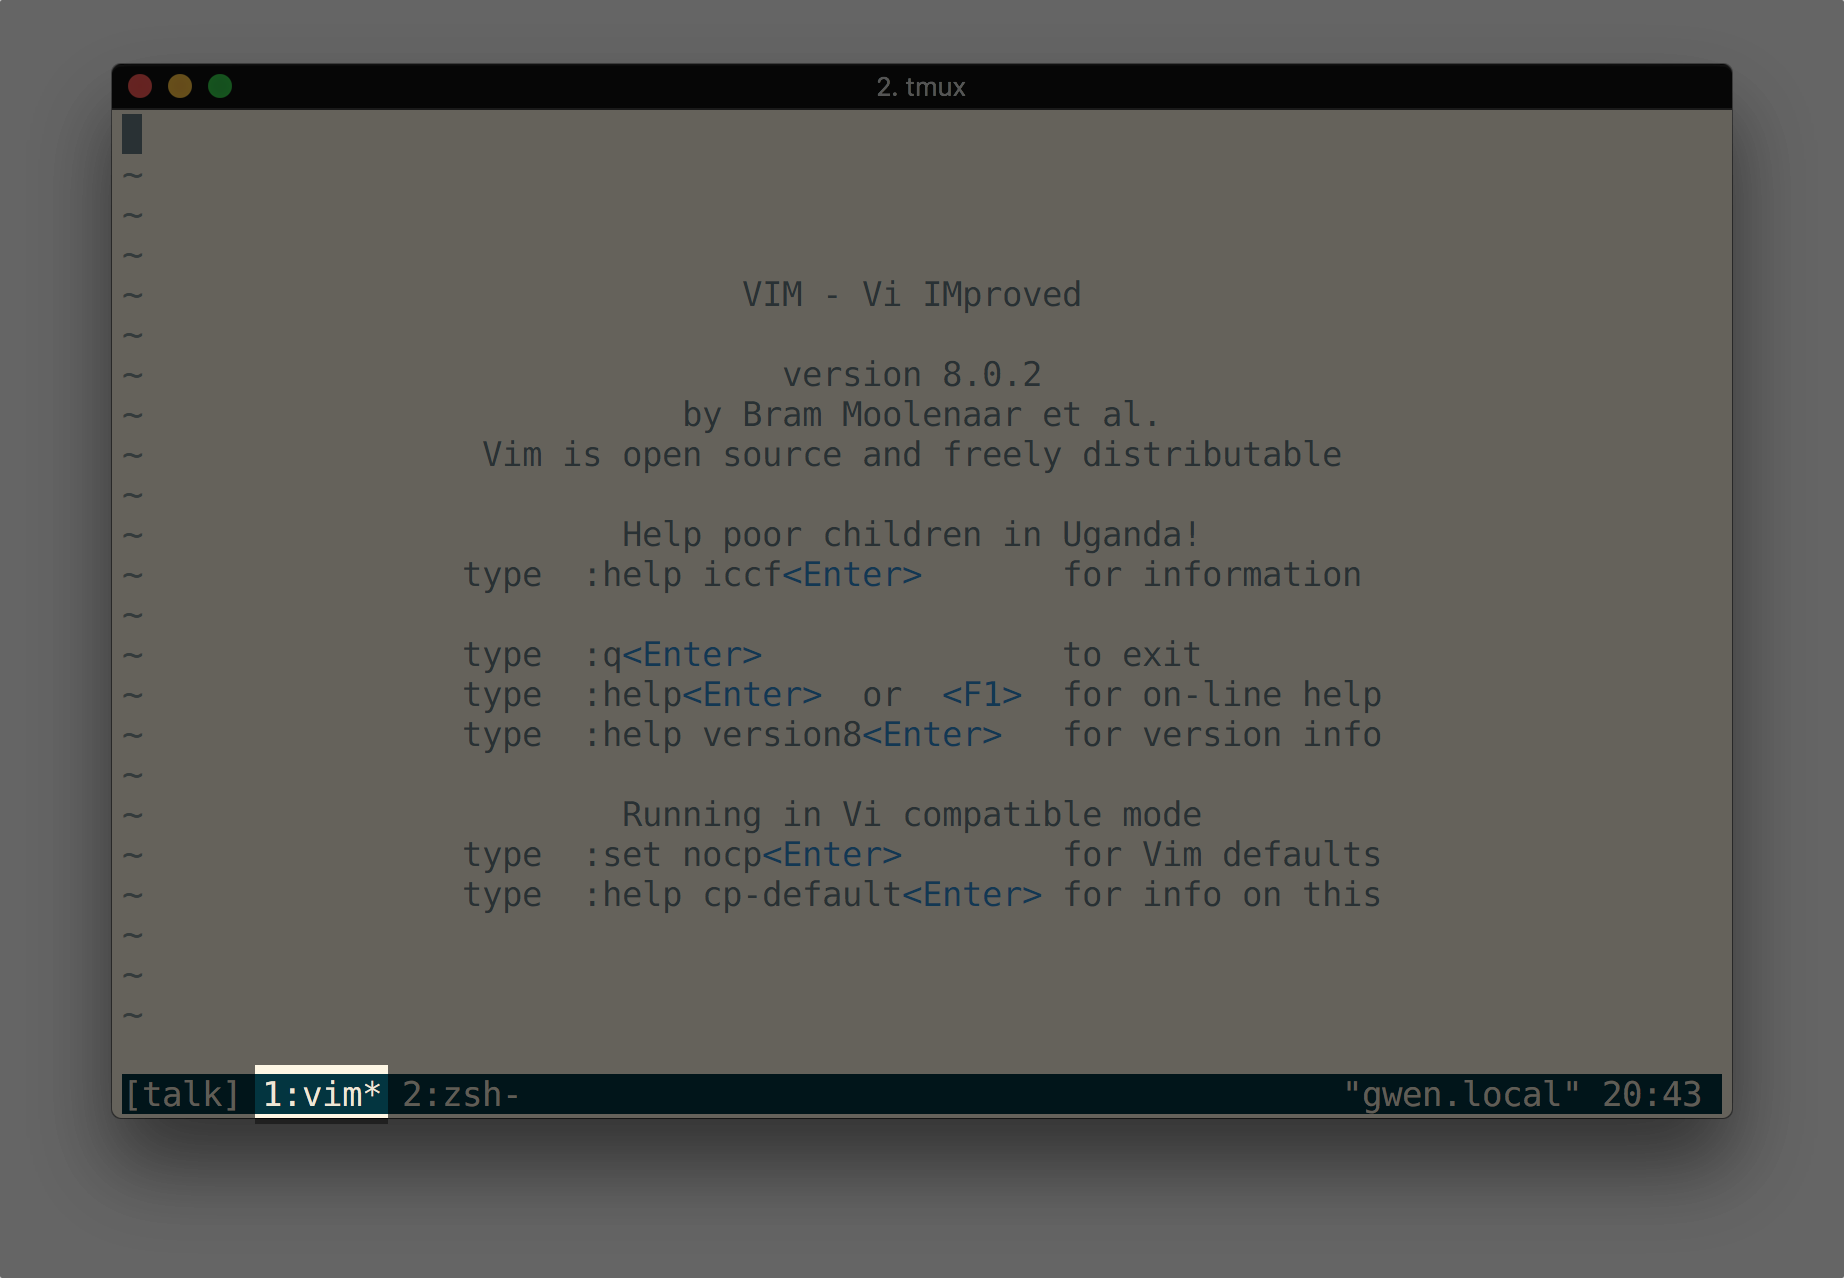 2. tmux
~
~
~
~ VIM - Vi IMproved
~
~ version 8.0.2
~ by Bram Moolenaar et al.
~ Vim is open source and freely distributable
~
~ Help poor children in Uganda!
~ type  :help iccf<Enter>       for information
~
~ type  :q<Enter>               to exit
~ type  :help<Enter>  or  <F1>  for on-line help
~ type  :help version8<Enter>   for version info
~
~ Running in Vi compatible mode
~ type  :set nocp<Enter>        for Vim defaults
~ type  :help cp-default<Enter> for info on this
~
~
~
[talk] 1:vim* 2:zsh- "gwen.local" 20:43